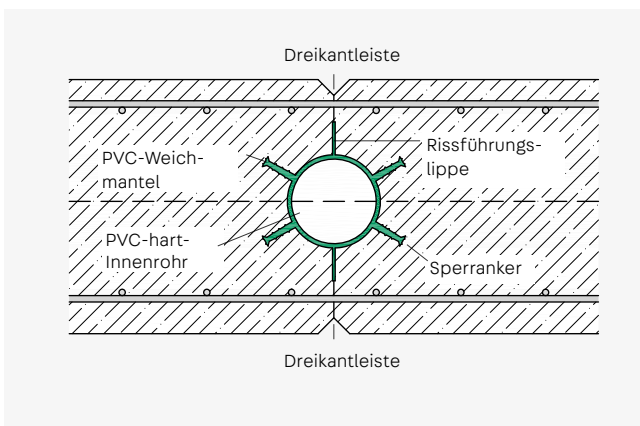 Dreikantleiste
PVC-Weich-
mantel
Rissführungs-
lippe
PVC-hart-
Innenrohr
Sperranker
Dreikantleiste